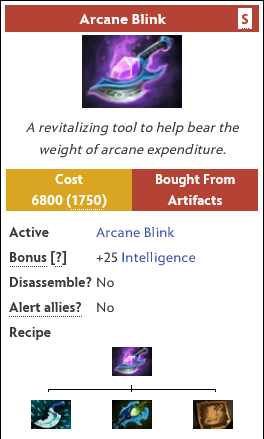 Arcane Blink S
A revitalizing tool to help bear the
weight of arcane expenditure.
Cost Bought From
6800 (1750) Artifacts
Active Arcane Blink
Bonus [?] +25 Intelligence
Disassemble? No
Alert allies? No
Recipe